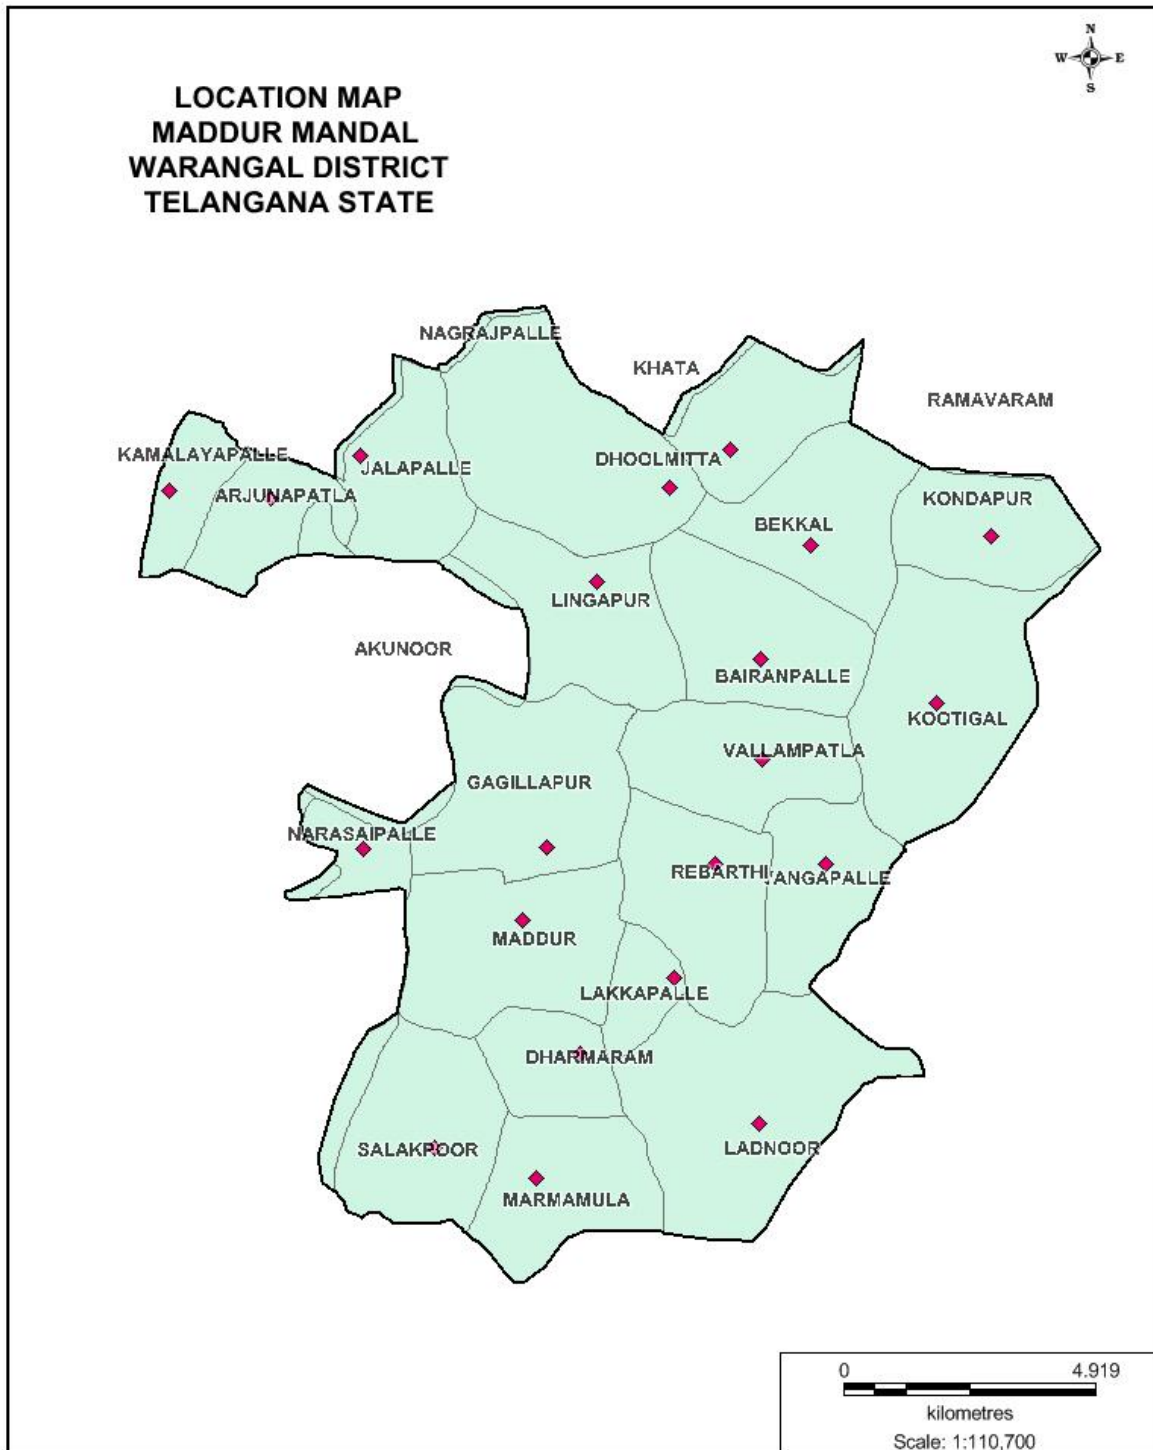 N
W E
S
LOCATION MAP
MADDUR MANDAL
WARANGAL DISTRICT
TELANGANA STATE
NAGRAJPALLE
KHATA
RAMAVARAM
KAMALAYAPALLE
JALAPALLE
DHOOLMITTA
ARJUNAPATLA
KONDAPUR
BEKKAL
LINGAPUR
AKUNOOR
BAIRANPALLE
KOOTIGAL
VALLAMPATLA
GAGILLAPUR
NARASAIPALLE
REBARTHI
VANGAPALLE
MADDUR
LAKKAPALLE
DHARMARAM
SALAKPOOR
LADNOOR
MARMAMULA
0 4.919
kilometres
Scale: 1:110,700